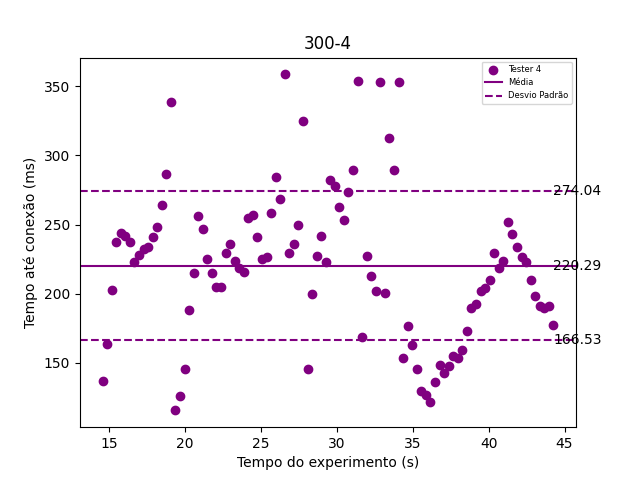 300-4
Tempo até conexão (ms)
350
300
250
200
150
Tester 4
Média
Desvio Padrão
274.04
220.29
166.53
15 20 25 30 35 40 45
Tempo do experimento (s)